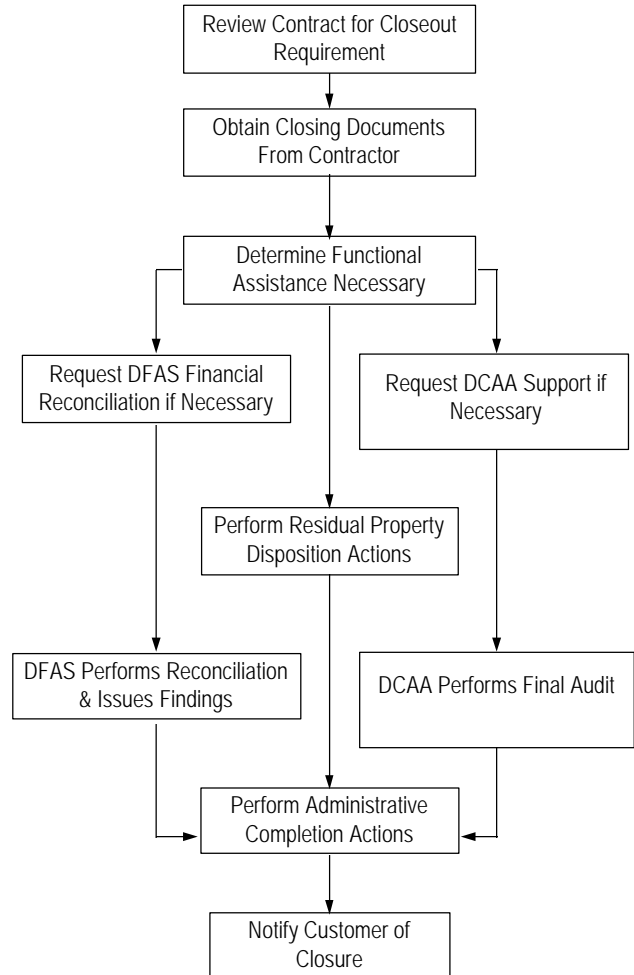 Review Contract for Closeout
Requirement
Obtain Closing Documents
From Contractor
Determine Functional
Assistance Necessary
Request DFAS Financial
Reconciliation if Necessary
Request DCAA Support if
Necessary
Perform Residual Property
Disposition Actions
DFAS Performs Reconciliation
& Issues Findings
DCAA Performs Final Audit
Perform Administrative
Completion Actions
Notify Customer of
Closure